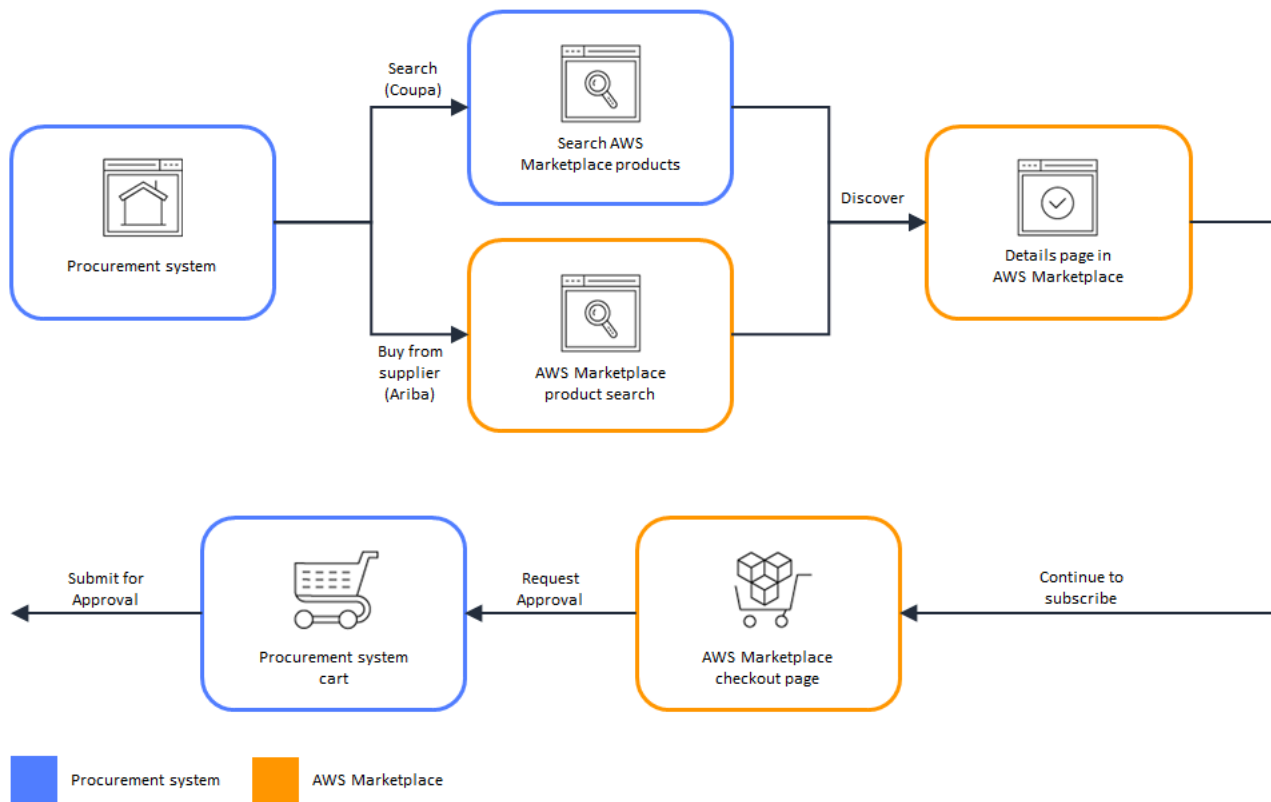 Search
(Coupa)
Search AWS
Marketplace products
Procurement system
Discover
Details page in
AWS Marketplace
Buy from
supplier
(Ariba)
AWS Marketplace
product search
Submit for
Approval
Procurement system
cart
Request
Approval
AWS Marketplace
checkout page
Continue to
subscribe
Procurement system
AWS Marketplace